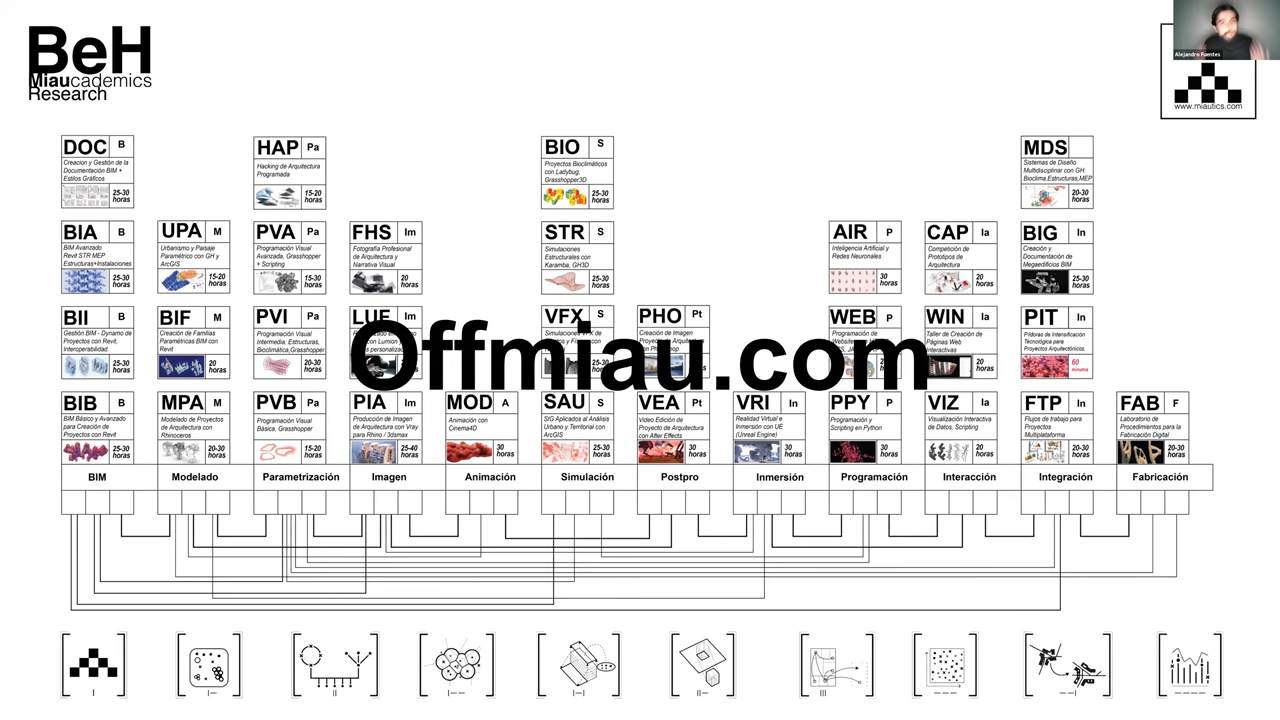 BeH
Miaucademics
Research
Alejandro Fuentes
www.miautics.com
DOC B
Creacion y Gestión de la
Documentación BIM +
Estilos Gráficos
25-30
horas
HAP Pa
Hacking de Arquitectura
Programada
15-20
horas
BIO S
Proyectos Bioclimáticos
con Ladybug,
Grasshopper3D
25-30
horas
MDS
Sistemas de Diseño
Multidisciplinar con GH:
Bioclima,Estructuras,MEP
20-30
horas
BIA B
BIM Avanzado
Revit STR MEP
Estructuras+Instalaciones
25-30
horas
UPA M
Urbanismo y Paisaje
Paramétrico con GH y
ArcGIS
15-20
horas
PVA Pa
Programación Visual
Avanzada, Grasshopper
+ Scripting
15-30
horas
FHS Im
Fotografía Profesional
de Arquitectura y
Narrativa Visual
20
horas
STR S
Simulaciones
Estructurales con
Karamba, GH3D
25-30
horas
AIR P
Inteligencia Artificial y
Redes Neuronales
30
horas
CAP Ia
Competición de
Prototipos de
Arquitectura
20
horas
BIG In
Creación y
Documentación de
Megaedificios BIM
25-30
horas
BII B
Gestión BIM - Dynamo de
Proyectos con Revit,
Interoperabilidad.
25-30
horas
BIF M
Creación de Familias
Paramétricas BIM con
Revit
20
horas
PVI Pa
Programación Visual
Intermedia: Estructuras,
Bioclimática,Grasshopper
20-30
horas
LUF Im
con Lumion
VFX S
Simulaciones VFX
horas
PHO Pt
Creación de Imagen
WEB P
Programación de
horas
WIN Ia
Taller de Creación de
Páginas Web
Interactivas
20
horas
PIT In
Píldoras de Intensificación
Tecnológica para
Proyectos Arquitectónicos.
60
minutos
Offmiau.com
BIB B
BIM Básico y Avanzado
para Creación de
Proyectos con Revit
25-30
horas
MPA M
Modelado de Proyectos
de Arquitectura con
Rhinoceros
20-30
horas
PVB Pa
Programación Visual
Básica. Grasshopper
15-20
horas
PIA Im
Producción de Imagen
de Arquitectura con Vray
para Rhino / 3dsmax
25-40
horas
MOD A
Animación con
Cinema4D
30
horas
SAU S
SIG Aplicados al Análisis
Urbano y Territorial con
ArcGIS
25-30
horas
VEA Pt
Video Edición de
Proyecto de Arquitectura
con After Effects
30
horas
VRI In
Realidad Virtual e
Inmersión con UE
(Unreal Engine)
30
horas
PPY P
Programación y
Scripting en Python
30
horas
VIZ Ia
Visualización Interactiva
de Datos, Scripting
20
horas
FTP In
Flujos de trabajo para
Proyectos
Multiplataforma
20-30
horas
FAB F
Laboratorio de
Procedimientos para la
Fabricación Digital
20-30
horas
BIM Modelado Parametrización Imagen Animación Simulación Postpro Inmersión Programación Interacción Integración Fabricación
I I— II I—— I—I II— III ——— ——I ————